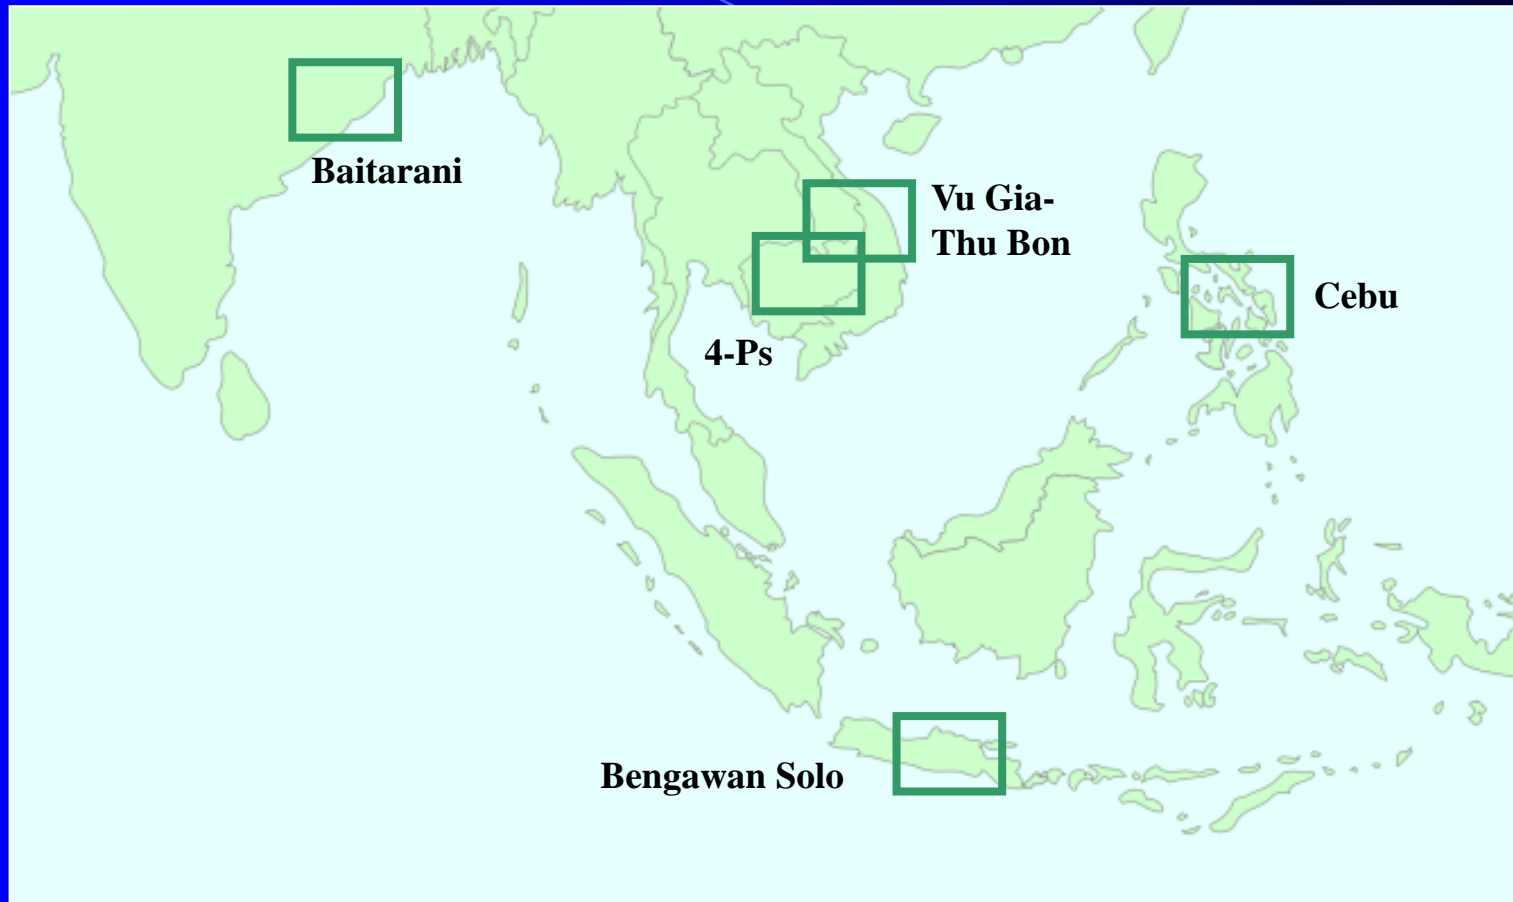 Baitarani
Vu Gia-
Thu Bon
Cebu
4-Ps
Bengawan Solo